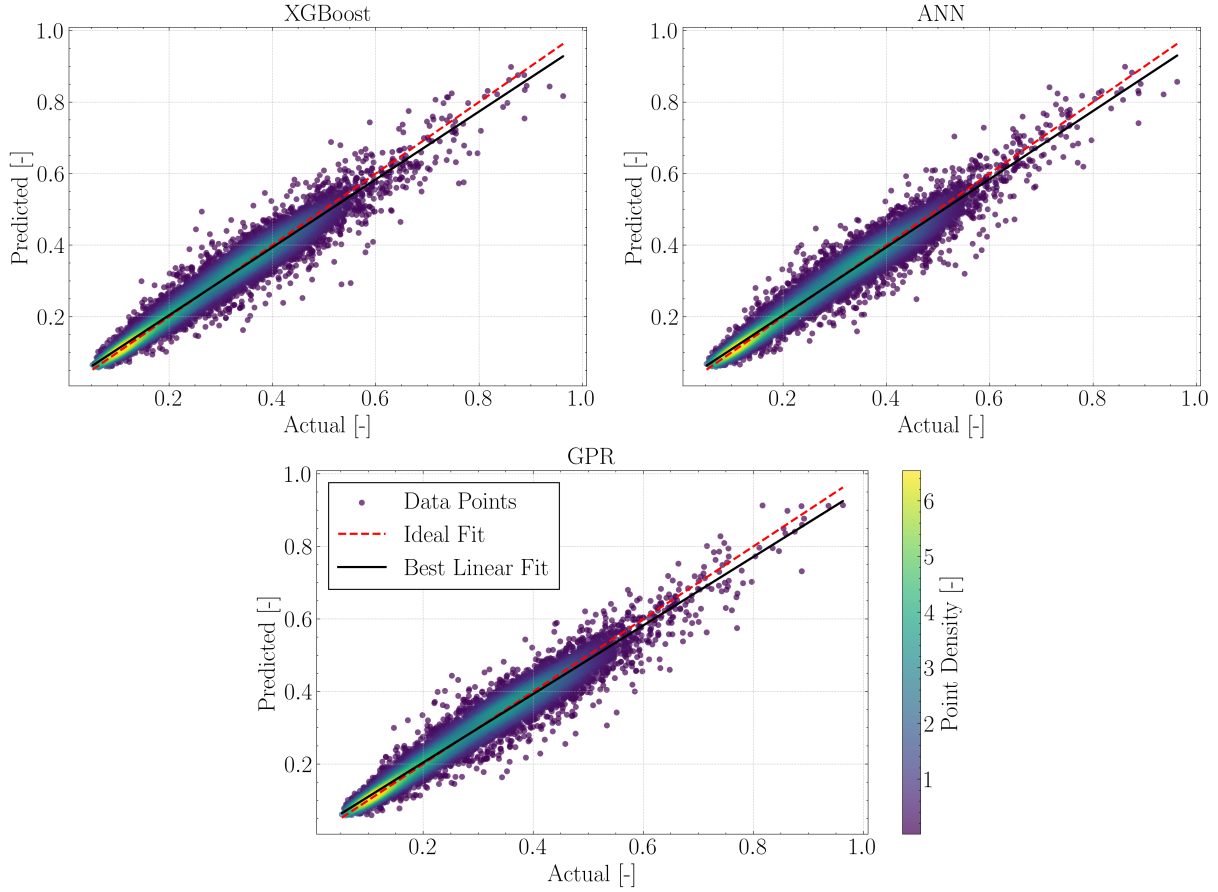 XGBoost
1.0
0.8
0.6
0.4
0.2
Predicted [-]
0.2 0.4 0.6 0.8 1.0
Actual [-]
ANN
1.0
0.8
0.6
0.4
0.2
Predicted [-]
0.2 0.4 0.6 0.8 1.0
Actual [-]
GPR
1.0
0.8
0.6
0.4
0.2
Predicted [-]
Data Points
Ideal Fit
Best Linear Fit
0.2 0.4 0.6 0.8 1.0
Actual [-]
6
5
4
3
2
1
Point Density [-]